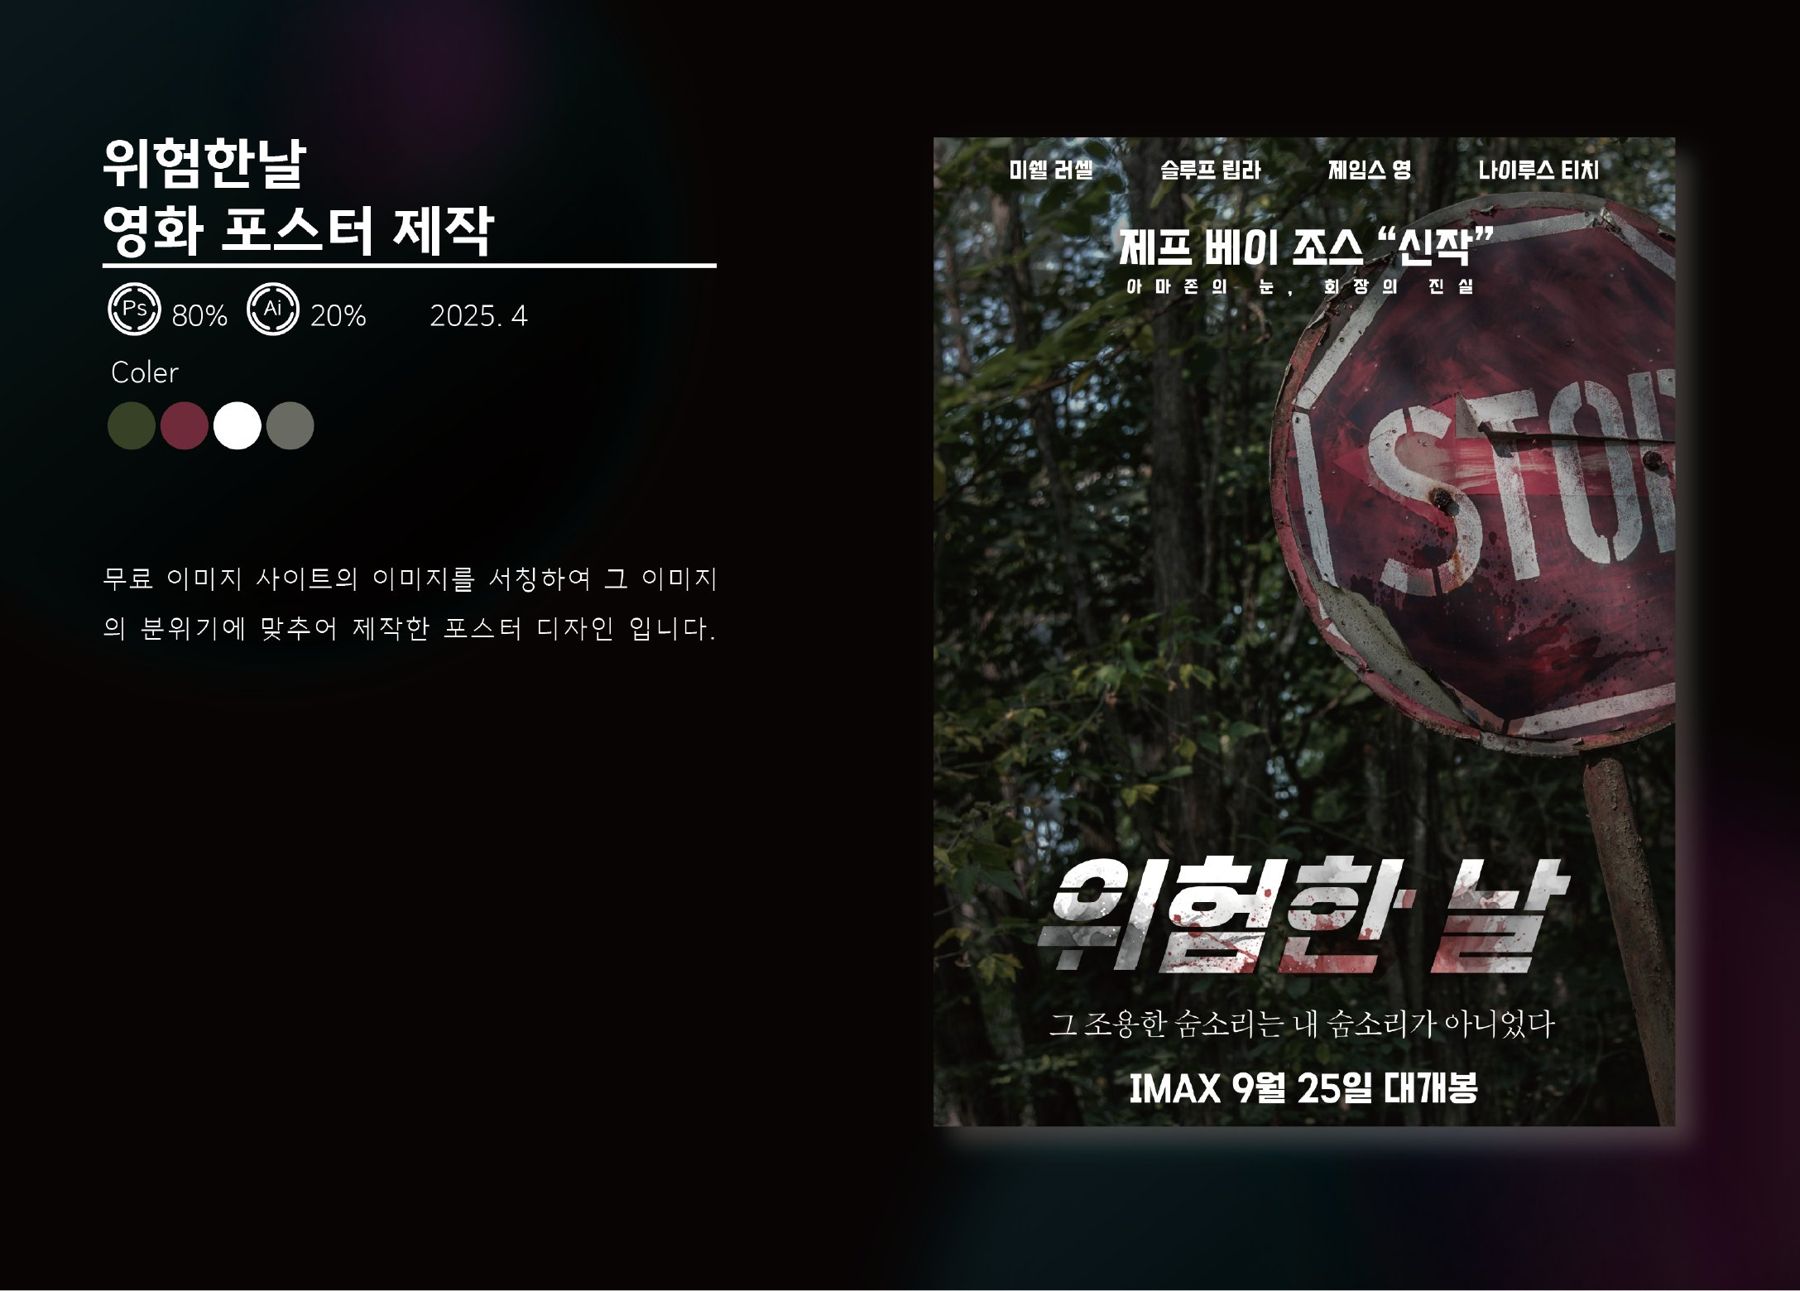 위험한날
영화 포스터 제작
Ps 80% Ai 20% 2025. 4
Coler
무료 이미지 사이트의 이미지를 서칭하여 그 이미지
의 분위기에 맞추어 제작한 포스터 디자인 입니다.
미쉘 러셀 슬루프 립라 제임스 영 나이루스 티치
제프 베이 조스 “신작”
아마존의 눈, 회장의 진실
STOP
위험한 날
그 조용한 숨소리는 내 숨소리가 아니었다
IMAX 9월 25일 대개봉